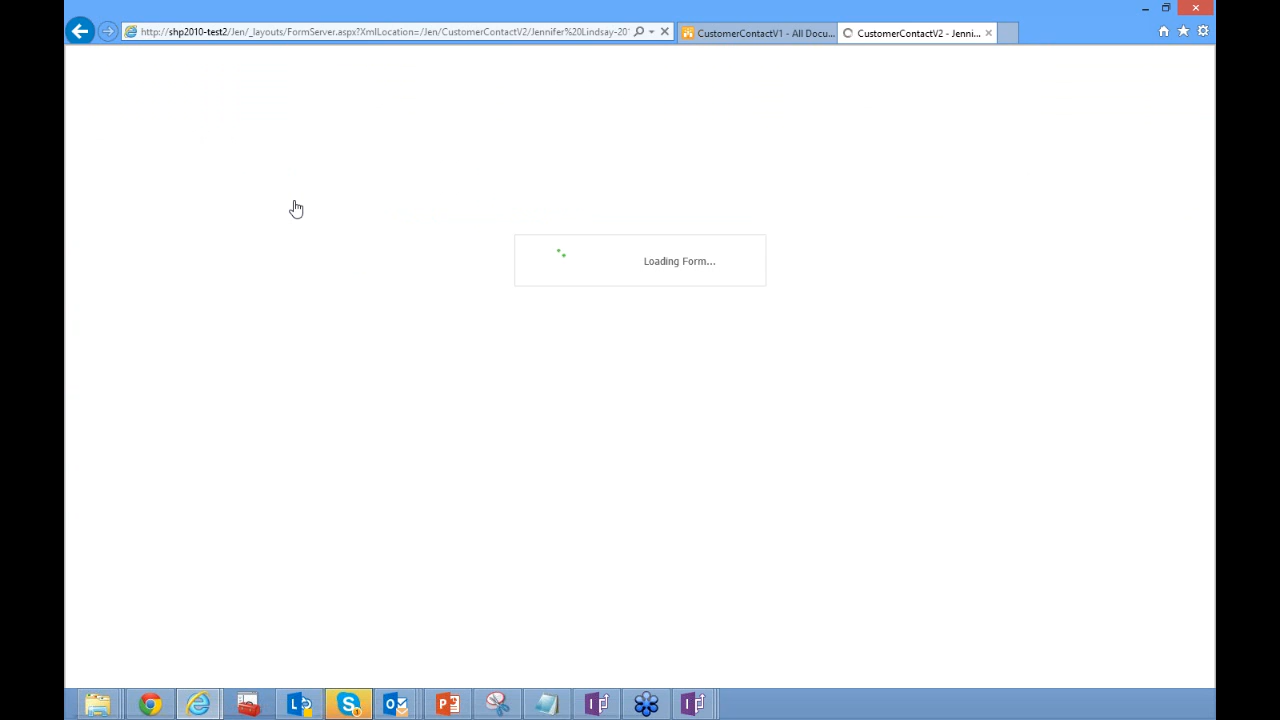 http://shp2010-test2/Jen/_layouts/FormServer.aspx?XmlLocation=/Jen/CustomerContactV2/Jennifer%20Lindsay-20
CustomerContactV1 - All Docu...
CustomerContactV2 - Jenni...
Loading Form...